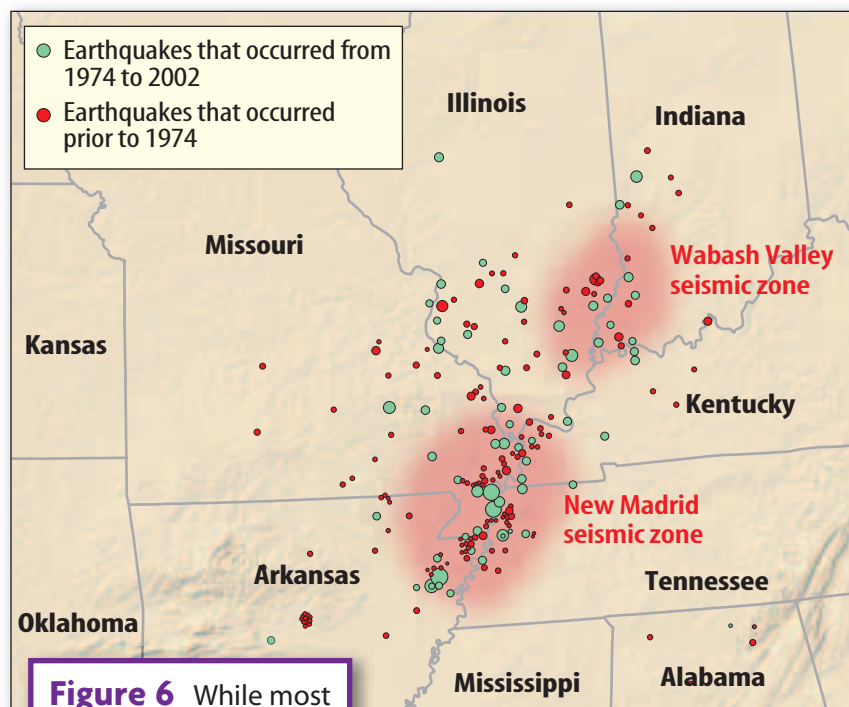 Earthquakes that occurred from
1974 to 2002
Earthquakes that occurred
prior to 1974
Illinois
Indiana
Missouri
Wabash Valley
seismic zone
Kansas
Kentucky
New Madrid
seismic zone
Arkansas
Tennessee
Oklahoma
Mississippi
Alabama
Figure 6 While most